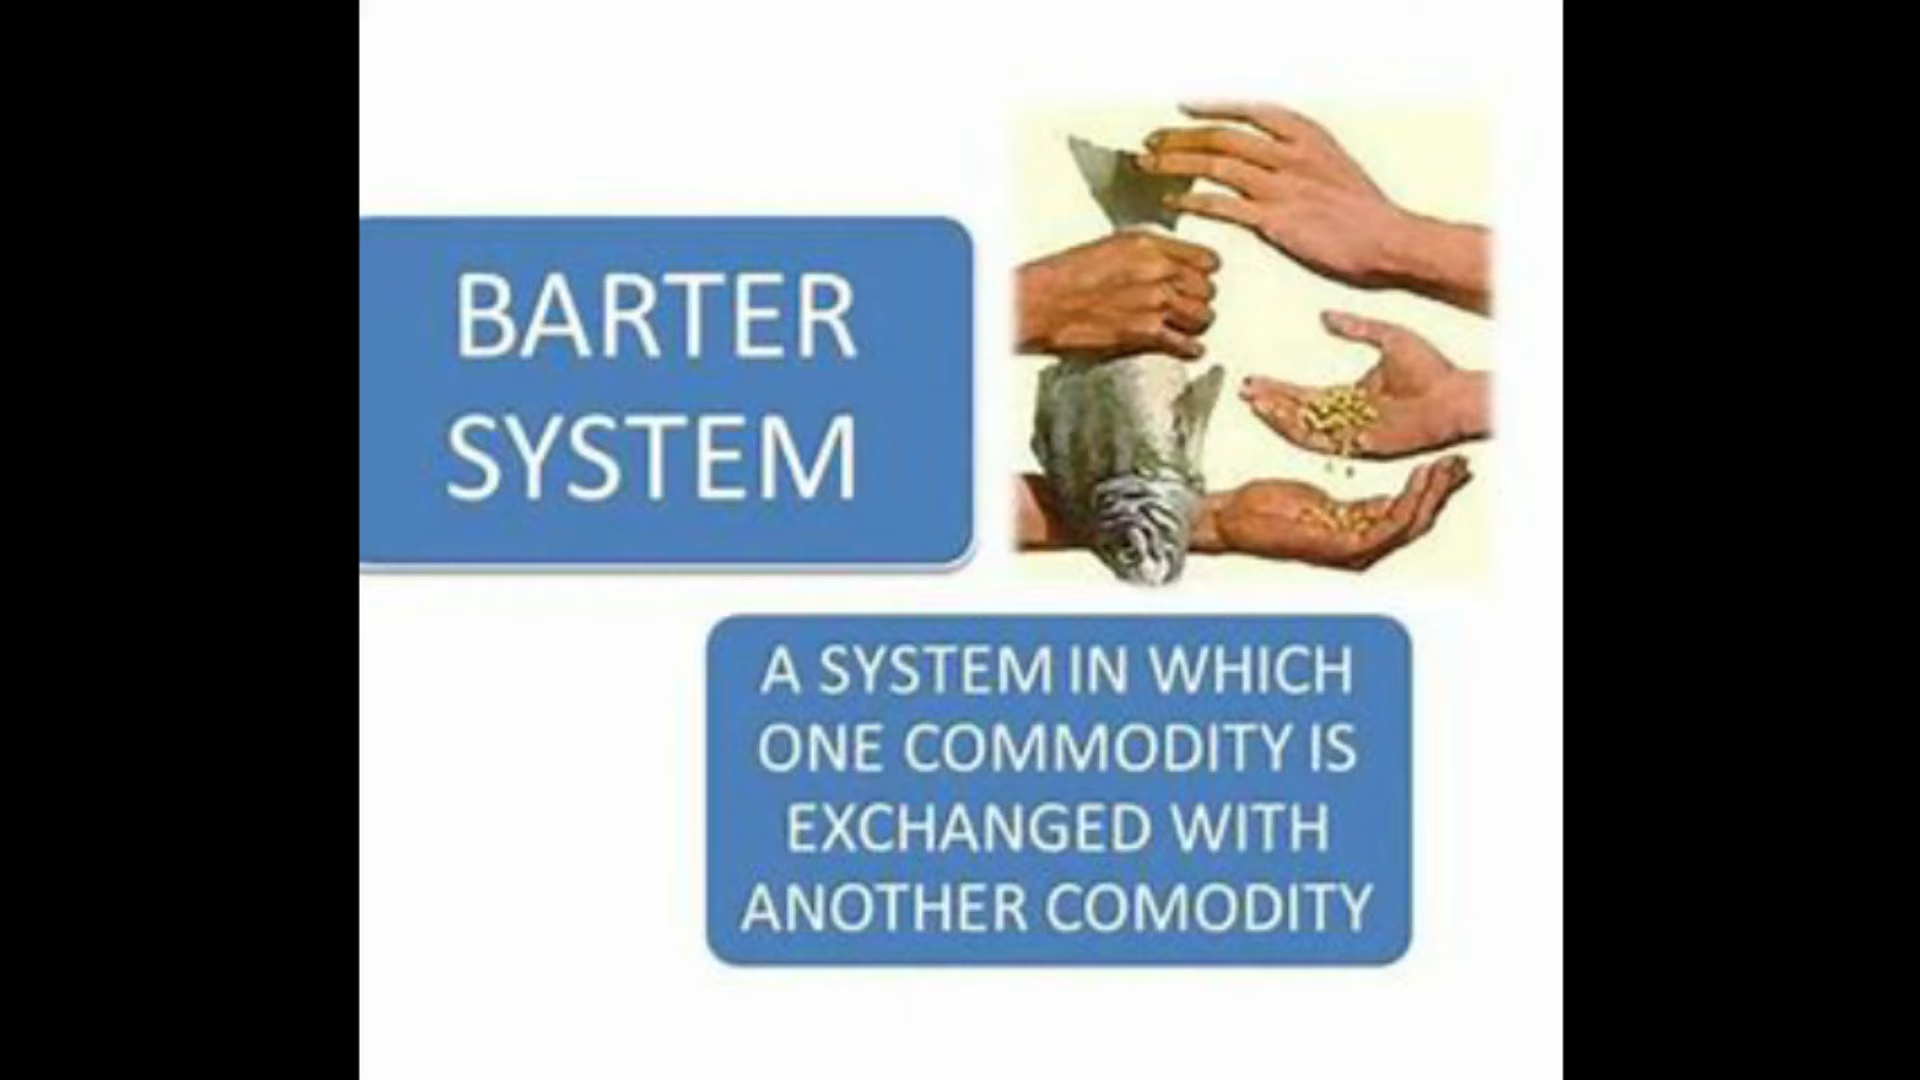 BARTER
SYSTEM
A SYSTEM IN WHICH
ONE COMMODITY IS
EXCHANGED WITH
ANOTHER COMODITY